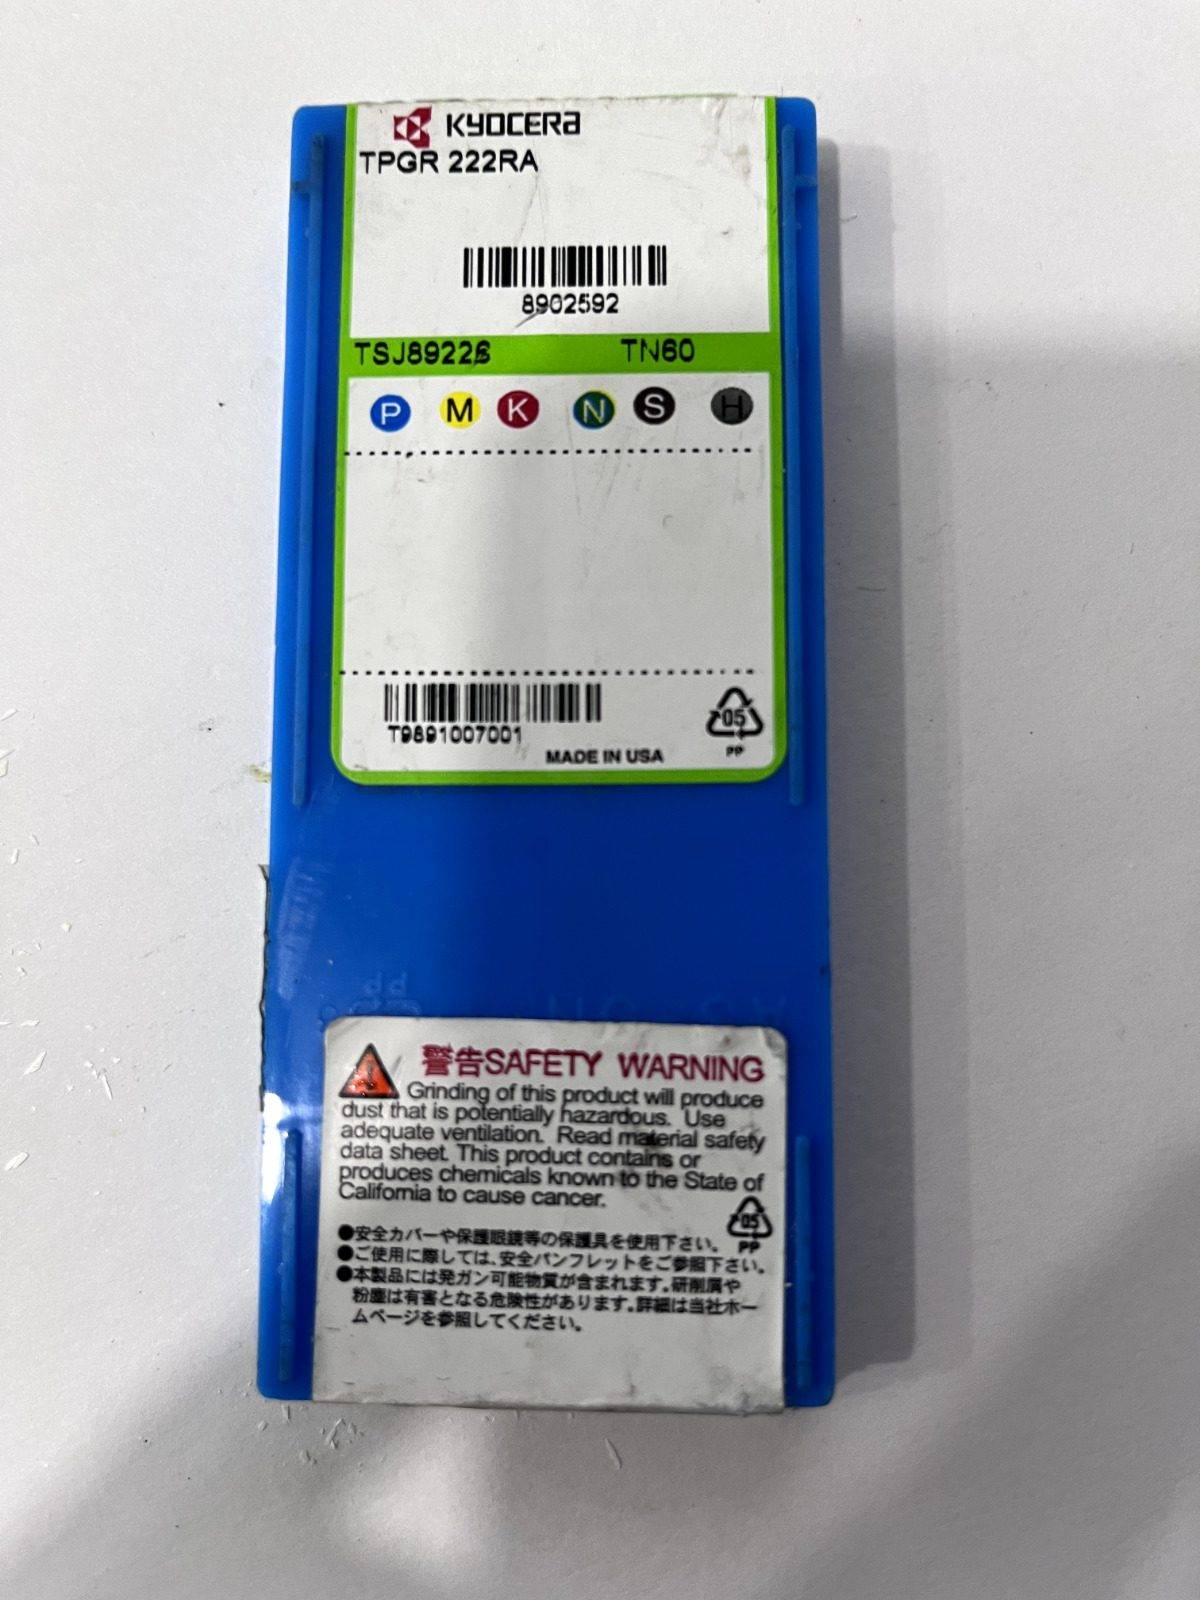 KYOCERA
TPGR 222RA
8902592
TN60
P M K N S H
T9891007001
05
PP
MADE IN USA
警告SAFETY WARNING
Grinding of this product will produce
dust that is potentially hazardous. Use
adequate ventilation. Read material safety
data sheet. This product contains or
produces chemicals known to the State of
California to cause cancer.
05
PP
●安全カバーや保護眼鏡等の保護具を使用下さい。
●ご使用に際しては、安全パンフレットをご参照下さい。
●本製品には発ガン可能物質が含まれます。研削屑や
粉塵は有害となる危険性があります。詳細は当社ホー
ムページを参照してください。